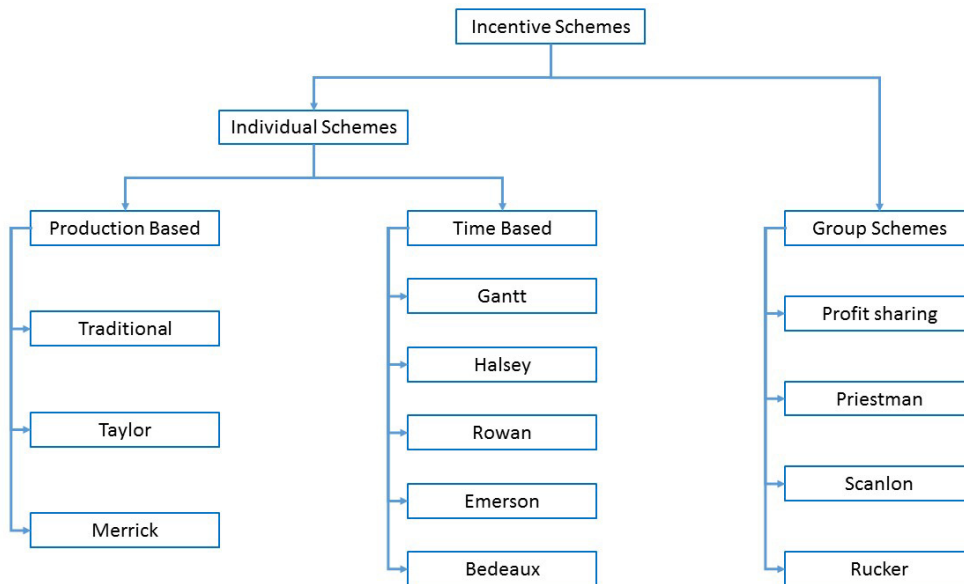 Incentive Schemes
Individual Schemes
Production Based
Time Based
Group Schemes
Traditional
Taylor
Merrick
Gantt
Halsey
Rowan
Emerson
Bedeaux
Profit sharing
Priestman
Scanlon
Rucker